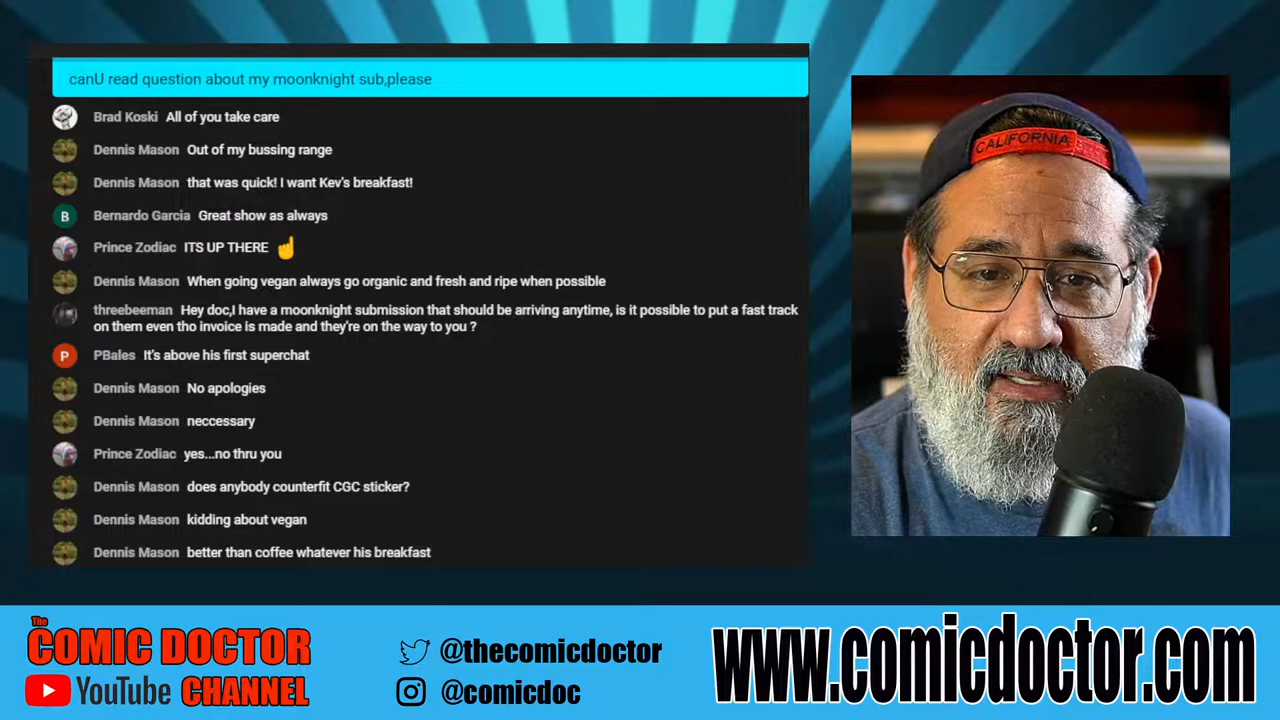 canU read question about my moonknight sub,please
Brad Koski All of you take care
Dennis Mason Out of my bussing range
Dennis Mason that was quick! I want Kev's breakfast!
B Bernardo Garcia Great show as always
Prince Zodiac ITS UP THERE ☝
Dennis Mason When going vegan always go organic and fresh and ripe when possible
threebeeman Hey doc,I have a moonknight submission that should be arriving anytime, is it possible to put a fast track
on them even tho invoice is made and they're on the way to you ?
P PBales It's above his first superchat
Dennis Mason No apologies
Dennis Mason neccessary
Prince Zodiac yes...no thru you
Dennis Mason does anybody counterfit CGC sticker?
Dennis Mason kidding about vegan
Dennis Mason better than coffee whatever his breakfast
CALIFORNIA
The
COMIC DOCTOR
YouTube CHANNEL
@thecomicdoctor
@comicdoc
www.comicdoctor.com